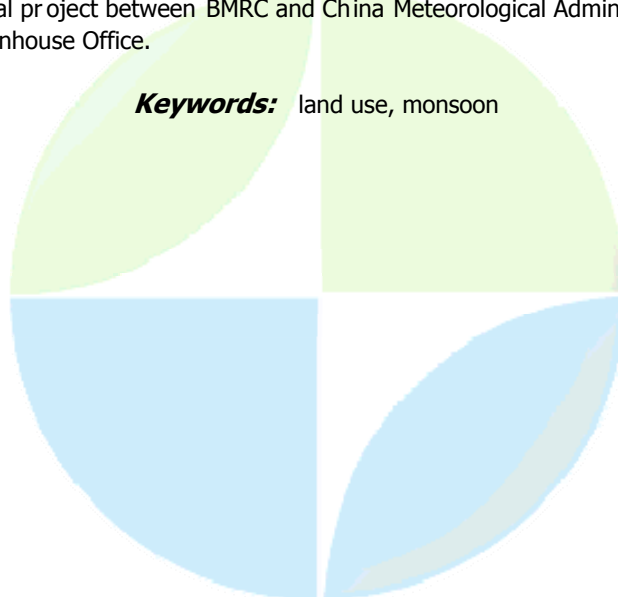 al project between BMRC and China Meteorological Admin
nhouse Office.
Keywords: land use, monsoon